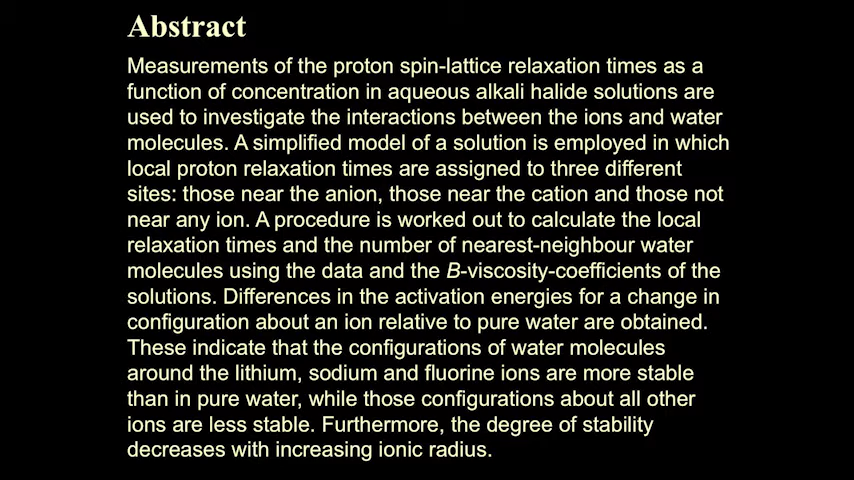 Abstract
Measurements of the proton spin-lattice relaxation times as a
function of concentration in aqueous alkali halide solutions are
used to investigate the interactions between the ions and water
molecules. A simplified model of a solution is employed in which
local proton relaxation times are assigned to three different
sites: those near the anion, those near the cation and those not
near any ion. A procedure is worked out to calculate the local
relaxation times and the number of nearest-neighbour water
molecules using the data and the B-viscosity-coefficients of the
solutions. Differences in the activation energies for a change in
configuration about an ion relative to pure water are obtained.
These indicate that the configurations of water molecules
around the lithium, sodium and fluorine ions are more stable
than in pure water, while those configurations about all other
ions are less stable. Furthermore, the degree of stability
decreases with increasing ionic radius.